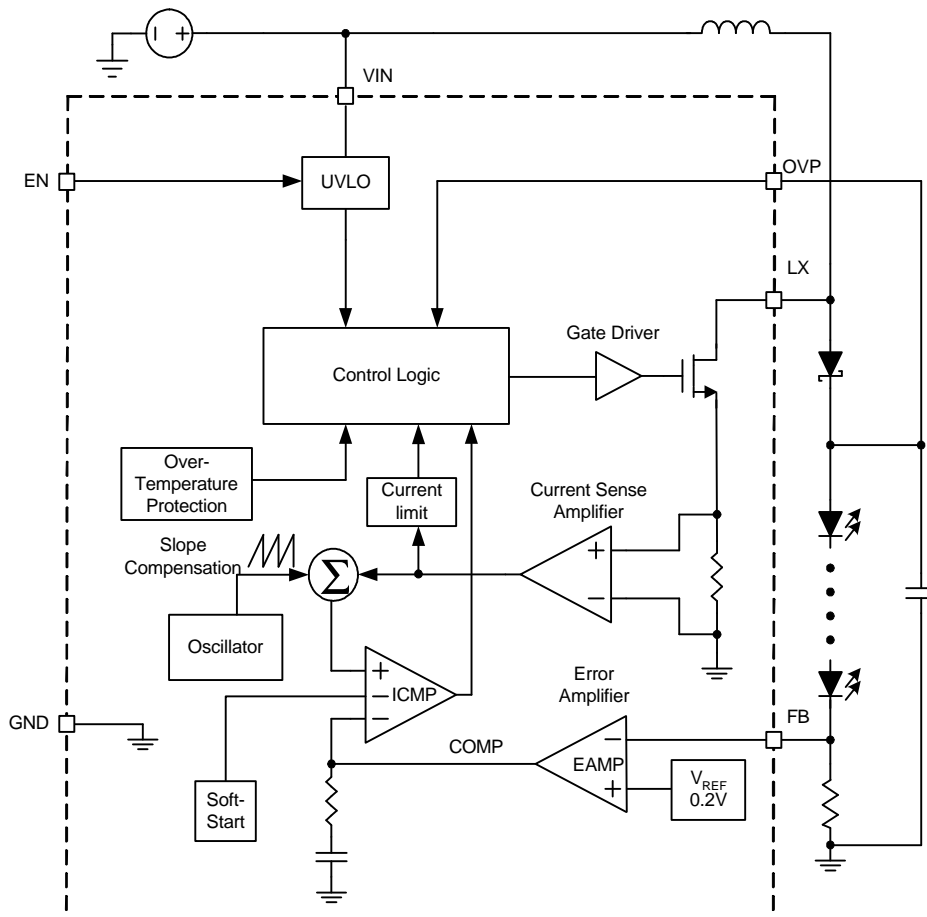 VIN
EN
UVLO
OVP
LX
Gate Driver
Control Logic
Over-
Temperature
Protection
Current
limit
Current Sense
Amplifier
Slope
Compensation
Σ
+
−
Oscillator
+
ICMP
−
−
Error
Amplifier
GND
FB
COMP
−
EAMP
+
VREF
0.2V
Soft-
Start